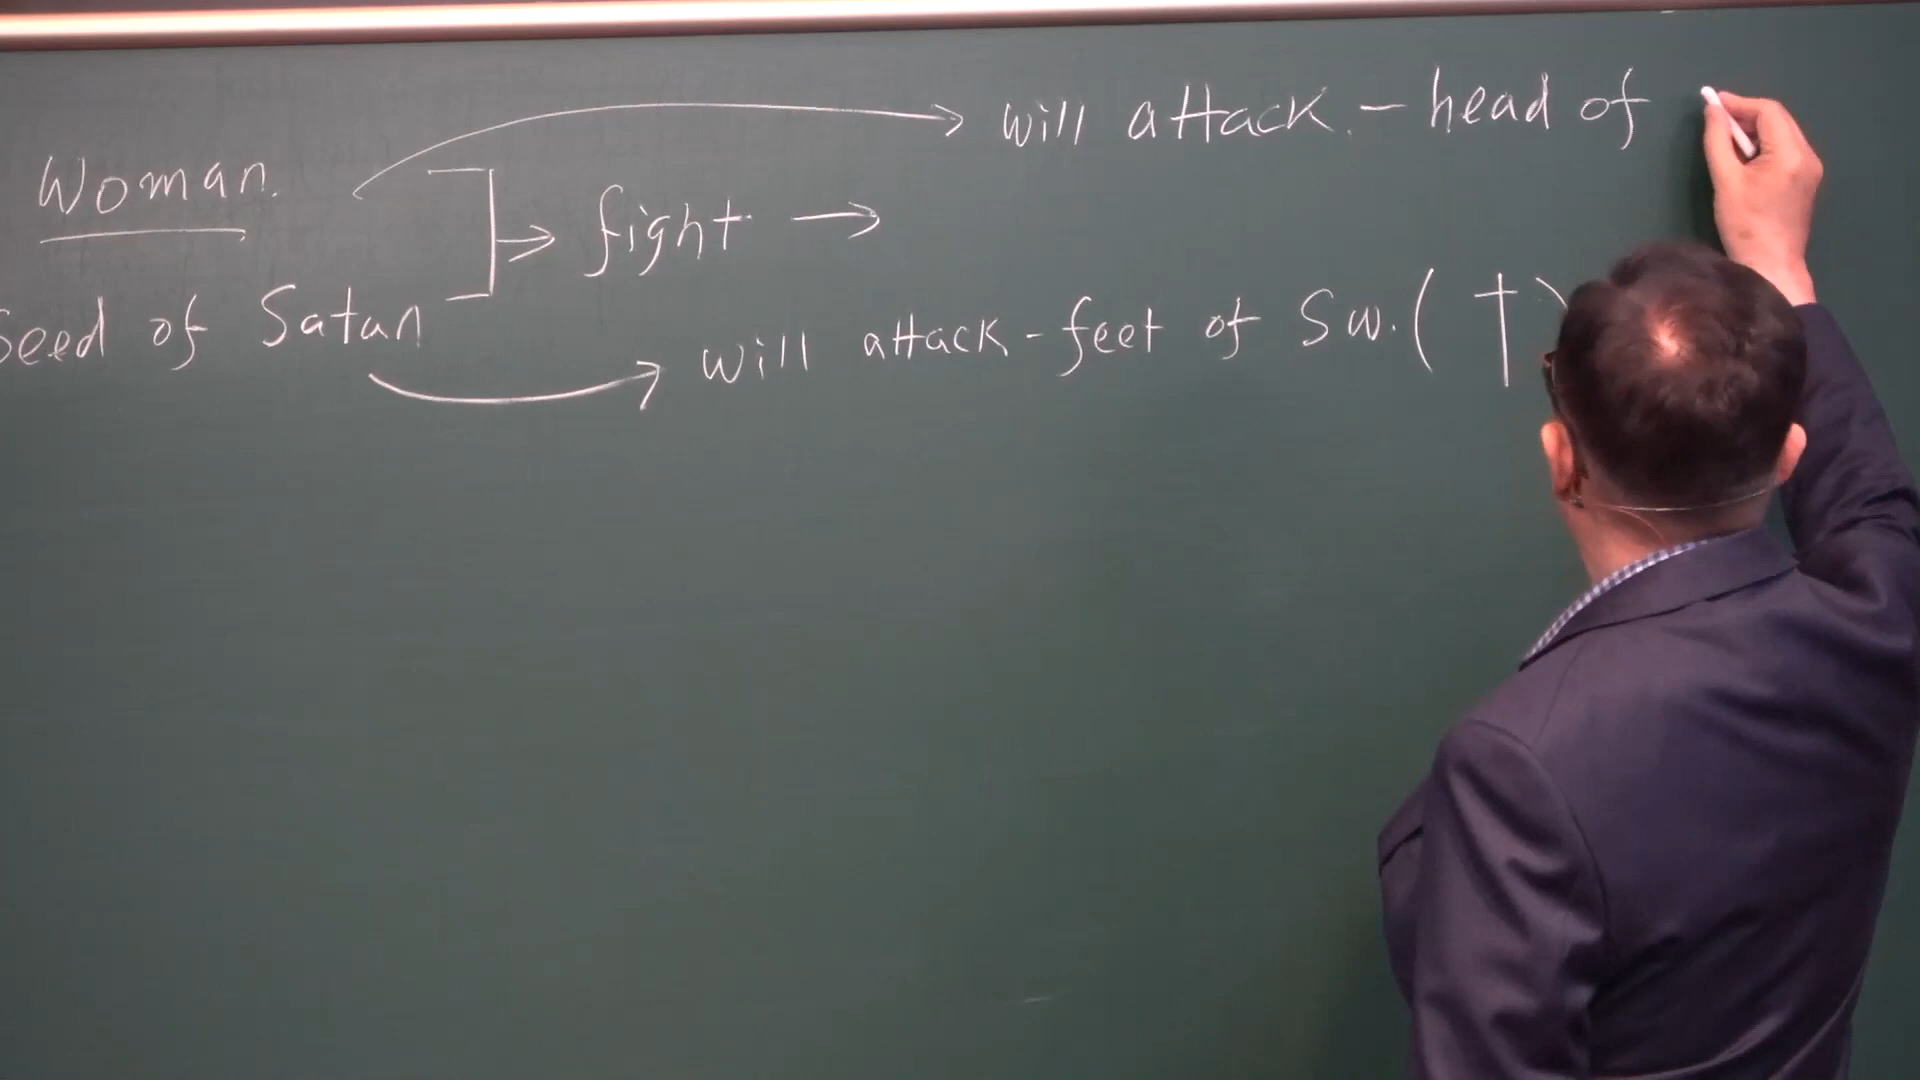 will attack. - head of
Woman.
fight
Seed of Satan
will attack - feet of S W. ( † )